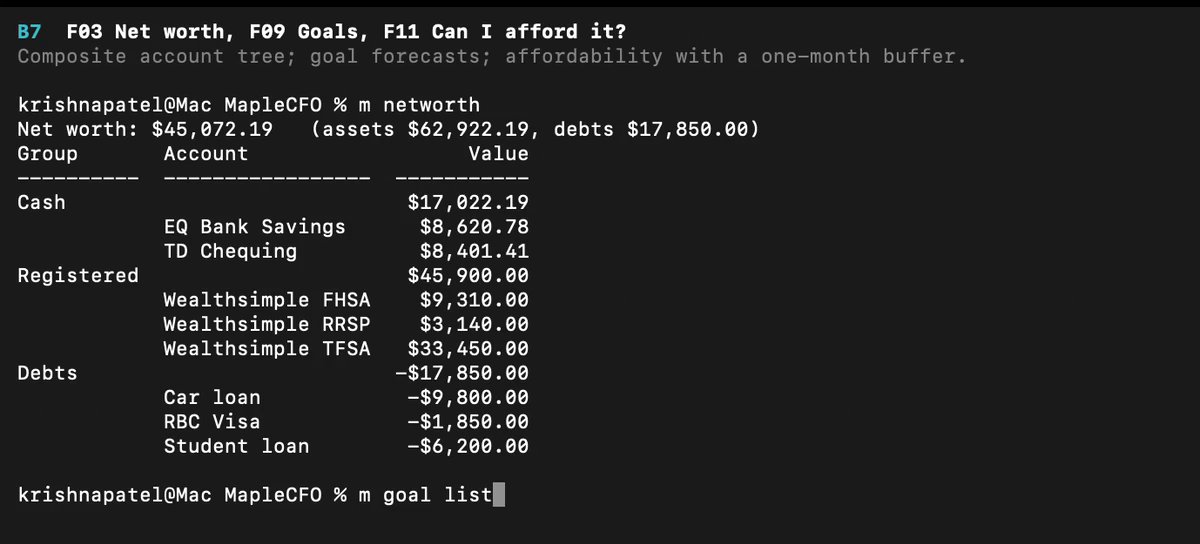 B7  F03 Net worth, F09 Goals, F11 Can I afford it?
Composite account tree; goal forecasts; affordability with a one-month buffer.
krishnapatel@Mac MapleCFO % m networth
Net worth: $45,072.19   (assets $62,922.19, debts $17,850.00)
Group       Account                  Value
----------  -----------------  -----------
Cash                            $17,022.19
            EQ Bank Savings      $8,620.78
            TD Chequing          $8,401.41
Registered                      $45,900.00
            Wealthsimple FHSA    $9,310.00
            Wealthsimple RRSP    $3,140.00
            Wealthsimple TFSA   $33,450.00
Debts                          −$17,850.00
            Car loan            −$9,800.00
            RBC Visa            −$1,850.00
            Student loan        −$6,200.00
krishnapatel@Mac MapleCFO % m goal list